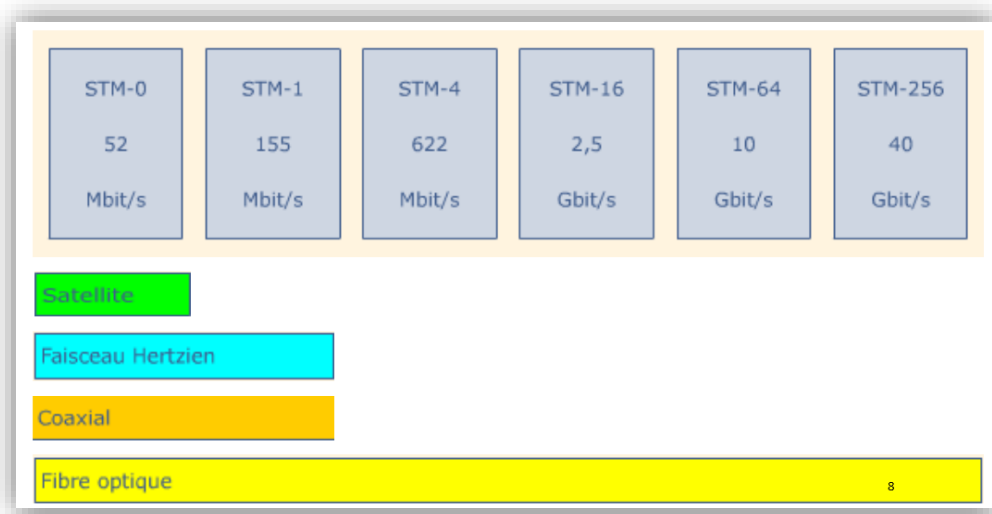 STM-0 STM-1 STM-4 STM-16 STM-64 STM-256
52 155 622 2,5 10 40
Mbit/s Mbit/s Mbit/s Gbit/s Gbit/s Gbit/s
Satellite
Faisceau Hertzien
Coaxial
Fibre optique 8